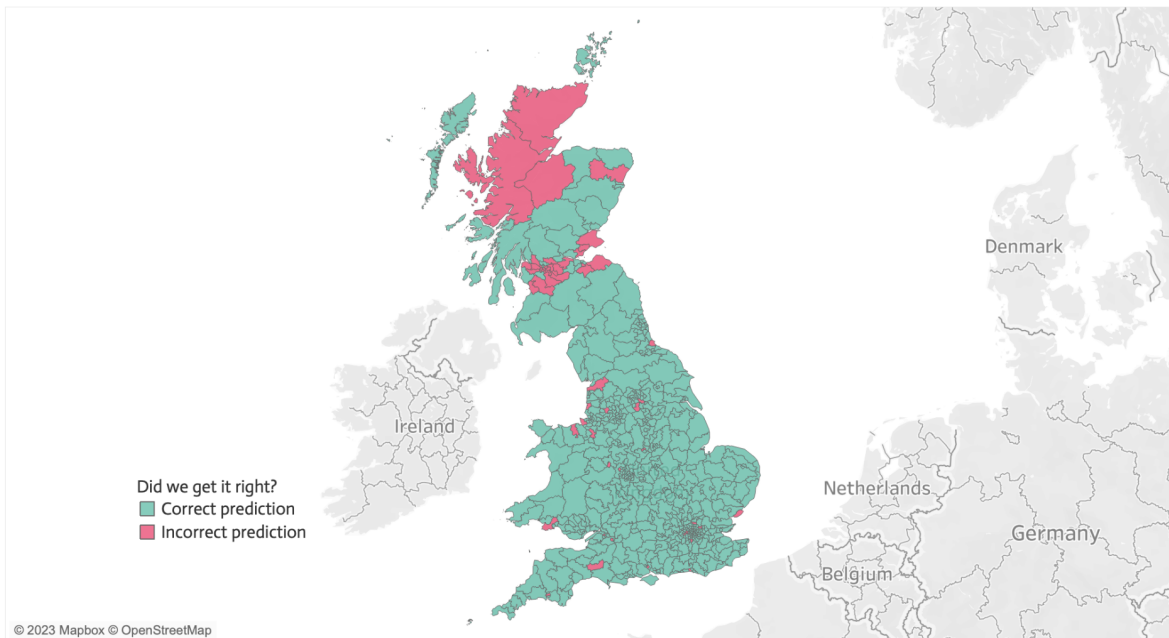 Denmark
Ireland
Did we get it right?
Correct prediction
Incorrect prediction
Netherlands
Germany
Belgium
© 2023 Mapbox © OpenStreetMap